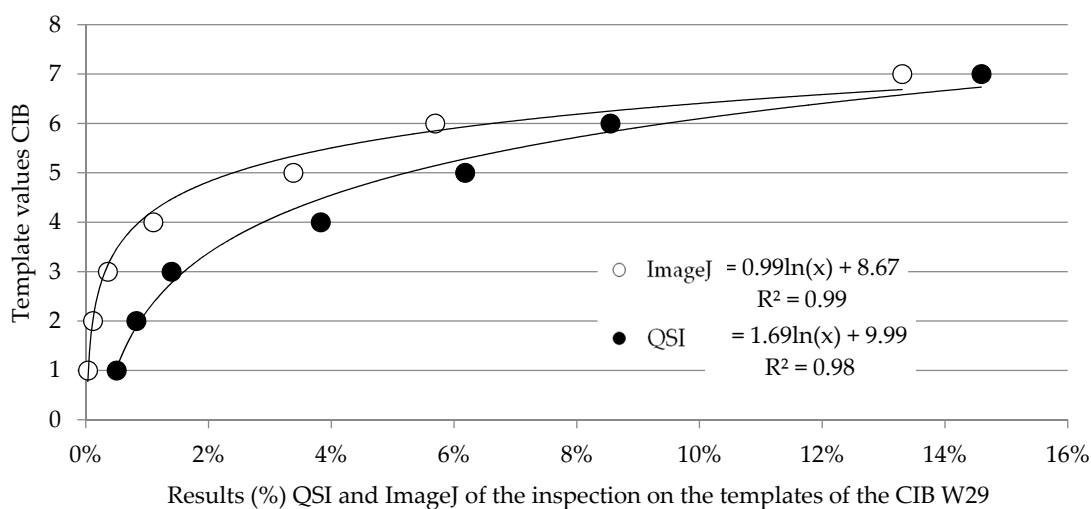 8
7
6
5
4
3
2
1
0
Template values CIB
ImageJ = 0.99ln(x) + 8.67
R² = 0.99
QSI = 1.69ln(x) + 9.99
R² = 0.98
0% 2% 4% 6% 8% 10% 12% 14% 16%
Results (%) QSI and ImageJ of the inspection on the templates of the CIB W29